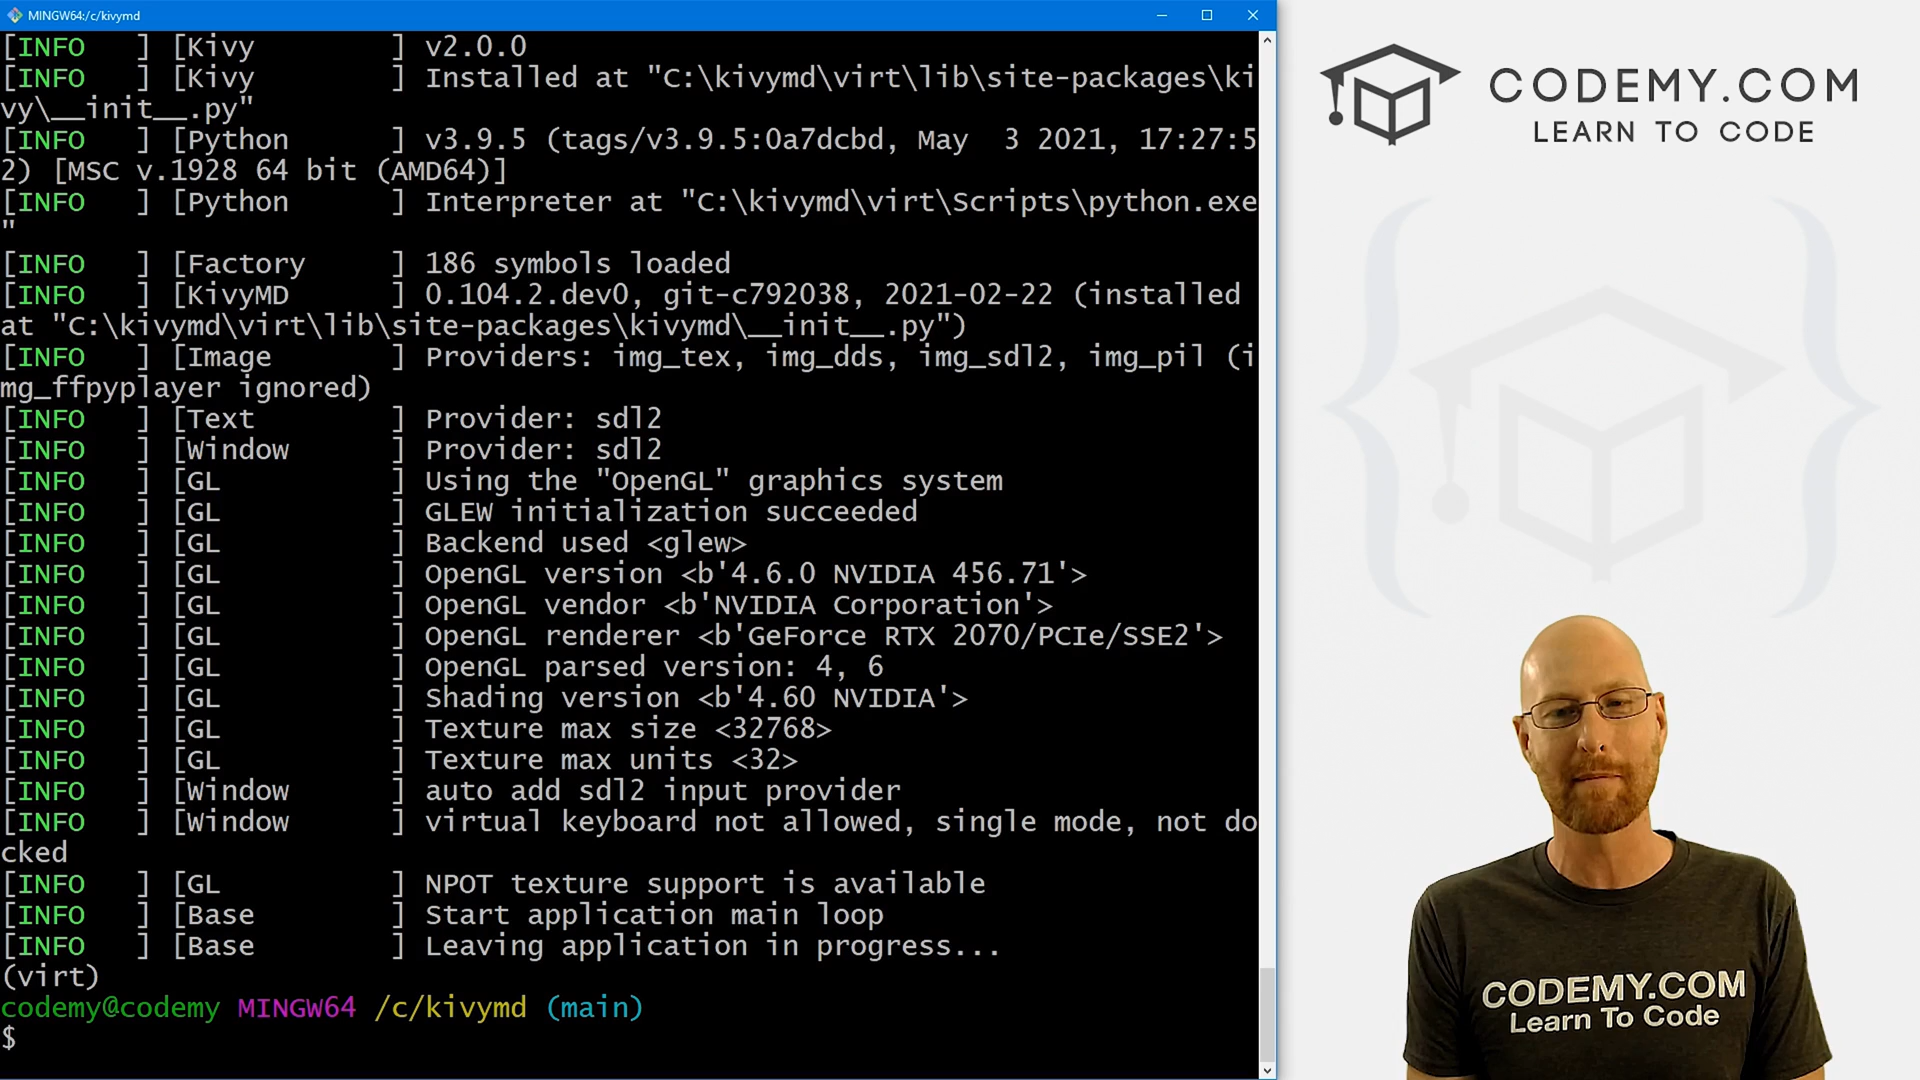 MINGW64:/c/kivymd
[INFO   ] [Kivy        ] v2.0.0
[INFO   ] [Kivy        ] Installed at "C:\kivymd\virt\lib\site-packages\ki
vy\__init__.py"
[INFO   ] [Python      ] v3.9.5 (tags/v3.9.5:0a7dcbd, May  3 2021, 17:27:5
2) [MSC v.1928 64 bit (AMD64)]
[INFO   ] [Python      ] Interpreter at "C:\kivymd\virt\Scripts\python.exe
"
[INFO   ] [Factory     ] 186 symbols loaded
[INFO   ] [KivyMD      ] 0.104.2.dev0, git-c792038, 2021-02-22 (installed
at "C:\kivymd\virt\lib\site-packages\kivymd\__init__.py")
[INFO   ] [Image       ] Providers: img_tex, img_dds, img_sdl2, img_pil (i
mg_ffpyplayer ignored)
[INFO   ] [Text        ] Provider: sdl2
[INFO   ] [Window      ] Provider: sdl2
[INFO   ] [GL          ] Using the "OpenGL" graphics system
[INFO   ] [GL          ] GLEW initialization succeeded
[INFO   ] [GL          ] Backend used <glew>
[INFO   ] [GL          ] OpenGL version <b'4.6.0 NVIDIA 456.71'>
[INFO   ] [GL          ] OpenGL vendor <b'NVIDIA Corporation'>
[INFO   ] [GL          ] OpenGL renderer <b'GeForce RTX 2070/PCIe/SSE2'>
[INFO   ] [GL          ] OpenGL parsed version: 4, 6
[INFO   ] [GL          ] Shading version <b'4.60 NVIDIA'>
[INFO   ] [GL          ] Texture max size <32768>
[INFO   ] [GL          ] Texture max units <32>
[INFO   ] [Window      ] auto add sdl2 input provider
[INFO   ] [Window      ] virtual keyboard not allowed, single mode, not do
cked
[INFO   ] [GL          ] NPOT texture support is available
[INFO   ] [Base        ] Start application main loop
[INFO   ] [Base        ] Leaving application in progress...
(virt)
codemy@codemy MINGW64 /c/kivymd (main)
$
CODEMY.COM
LEARN TO CODE
CODEMY.COM
Learn To Code